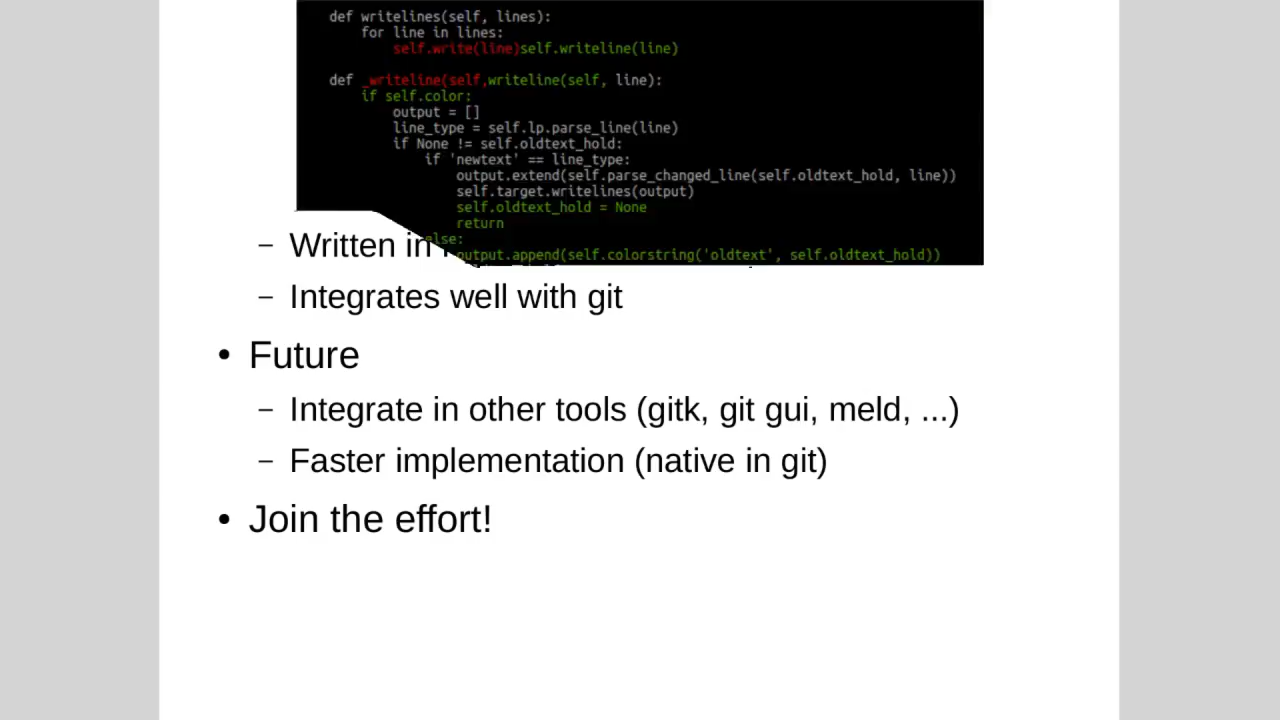 def writelines(self, lines):
for line in lines:
self.write(line)self.writeline(line)
def _writeline(self,writeline(self, line):
if self.color:
output = []
line_type = self.lp.parse_line(line)
if None != self.oldtext_hold:
if 'newtext' == line_type:
output.extend(self.parse_changed_line(self.oldtext_hold, line))
self.target.writelines(output)
self.oldtext_hold = None
return
else:
output.append(self.colorstring('oldtext', self.oldtext_hold))
– Written in
– Integrates well with git
• Future
– Integrate in other tools (gitk, git gui, meld, ...)
– Faster implementation (native in git)
• Join the effort!